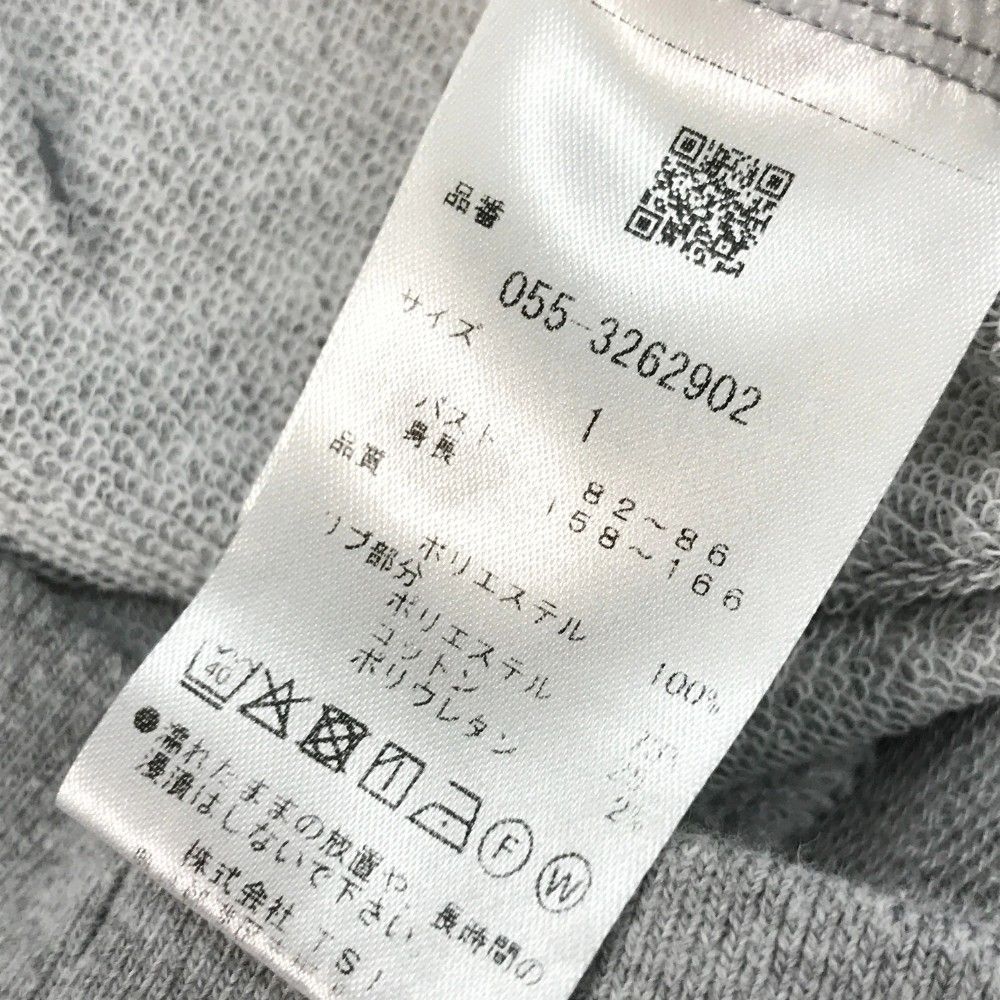 品番
055-3262902
サイズ
1
バスト 82～86
身長 158～166
品質
ポリエステル 100%
リブ部分
ポリエステル
コットン
ポリウレタン 2%
40
F W
●濡れたままの放置や、長時間の
浸漬はしないで下さい
株式会社 TSI